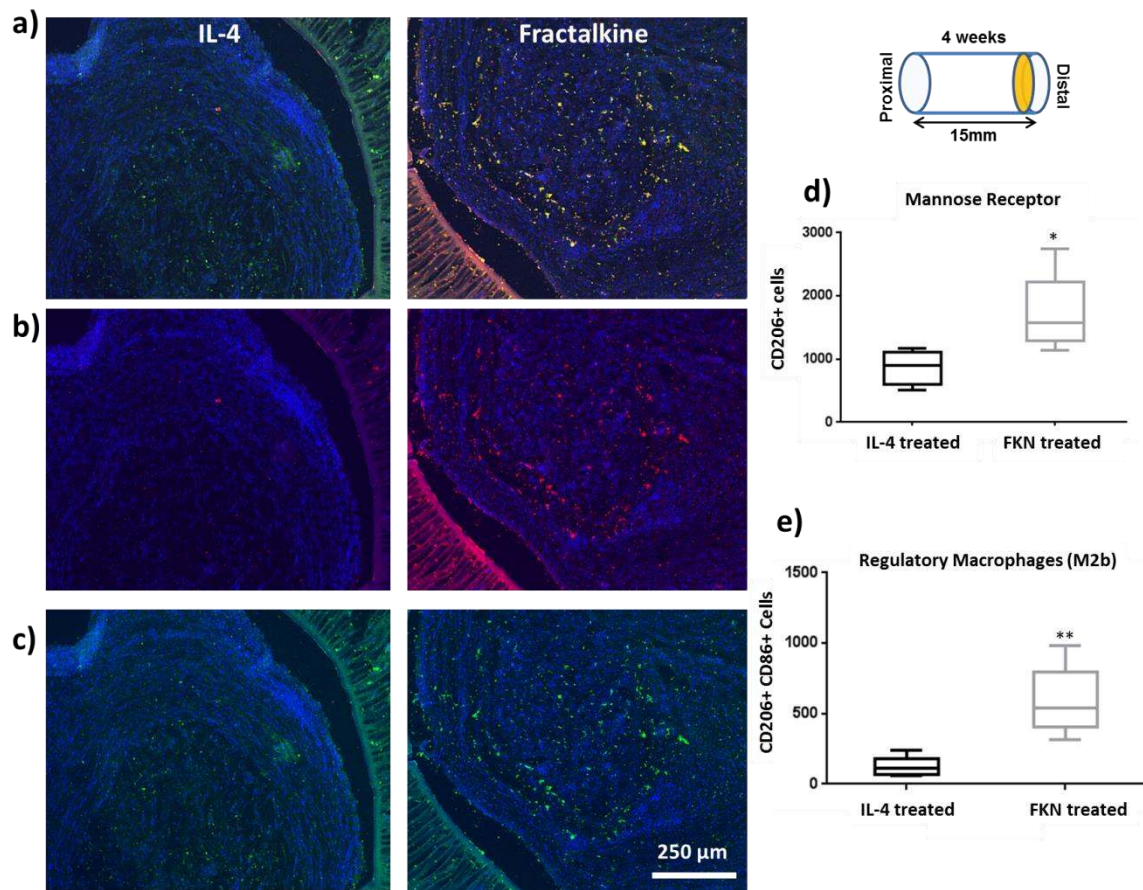 a)
IL-4
Fractalkine
b)
c)
250 µm
4 weeks
Proximal
Distal
15mm
d)
Mannose Receptor
CD206+ cells
3000
2000
1000
0
*
IL-4 treated
FKN treated
e)
Regulatory Macrophages (M2b)
CD206+ CD86+ Cells
1500
1000
500
0
**
IL-4 treated
FKN treated